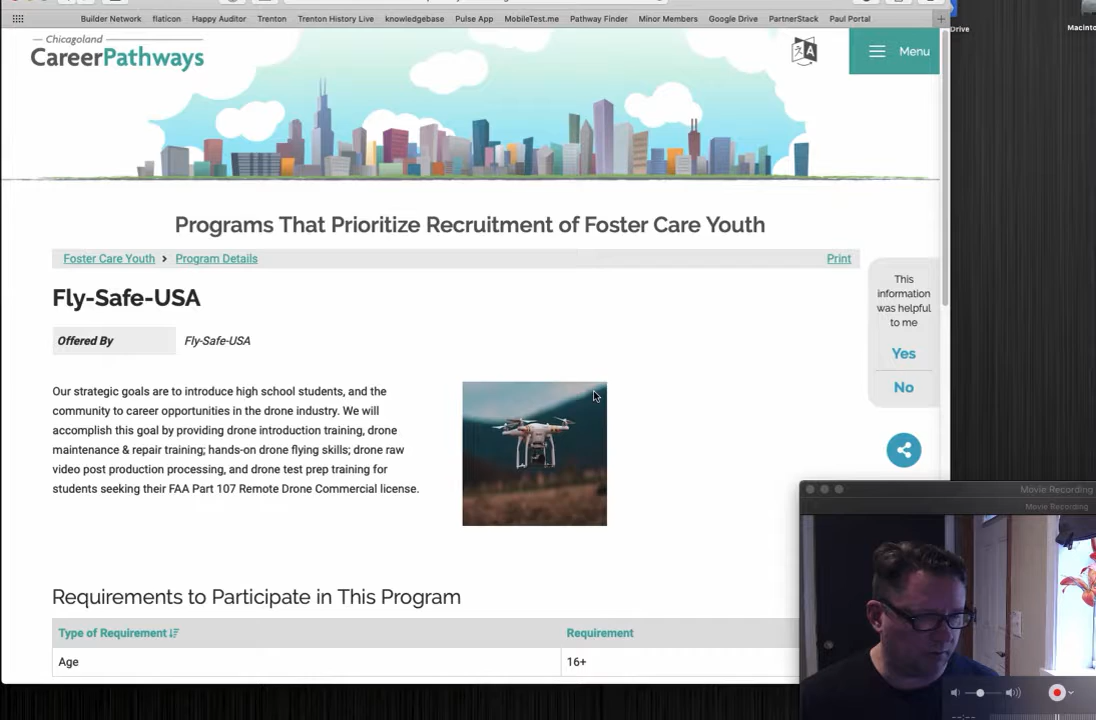 Builder Network flaticon Happy Auditor Trenton Trenton History Live knowledgebase Pulse App MobileTest.me Pathway Finder Minor Members Google Drive PartnerStack Paul Portal +
Drive
Macinto
Chicagoland
CareerPathways
A
Menu
Programs That Prioritize Recruitment of Foster Care Youth
Foster Care Youth > Program Details
Print
Fly-Safe-USA
Offered By Fly-Safe-USA
This
information
was helpful
to me
Yes
No
Our strategic goals are to introduce high school students, and the
community to career opportunities in the drone industry. We will
accomplish this goal by providing drone introduction training, drone
maintenance & repair training; hands-on drone flying skills; drone raw
video post production processing, and drone test prep training for
students seeking their FAA Part 107 Remote Drone Commercial license.
Requirements to Participate in This Program
Type of Requirement Requirement
Age 16+
Movie Recording
Movie Recording